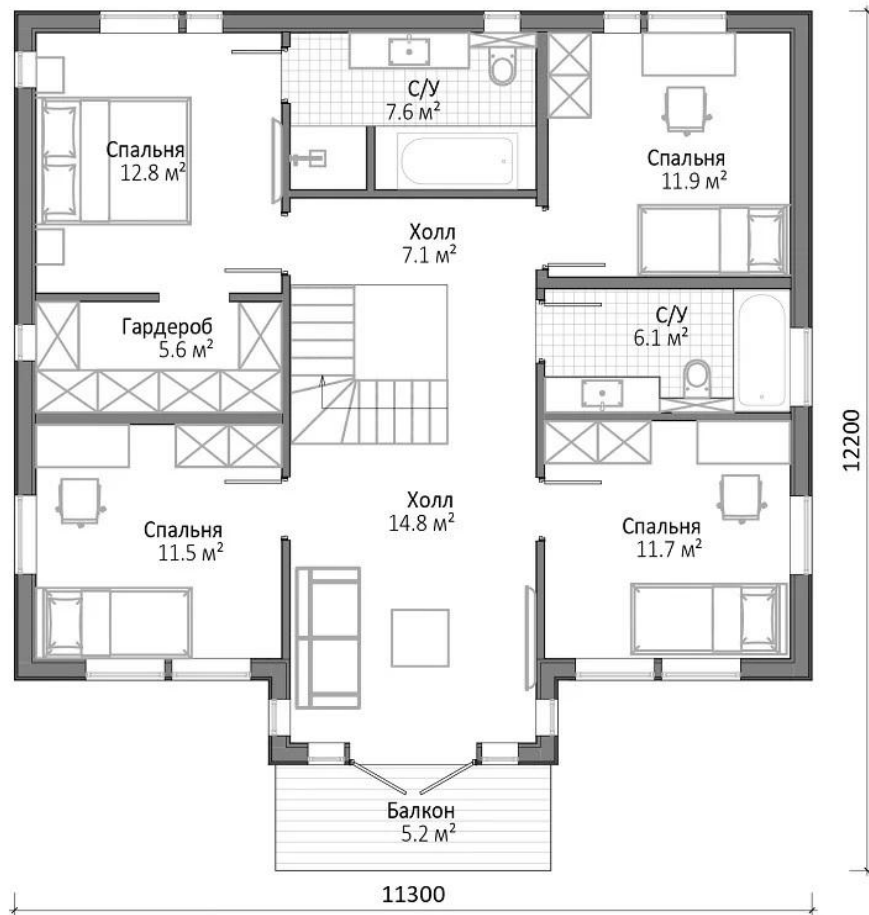 С/У
7.6 м²
Спальня
12.8 м²
Спальня
11.9 м²
Холл
7.1 м²
Гардероб
5.6 м²
С/У
6.1 м²
Холл
14.8 м²
Спальня
11.5 м²
Спальня
11.7 м²
12200
Балкон
5.2 м²
11300